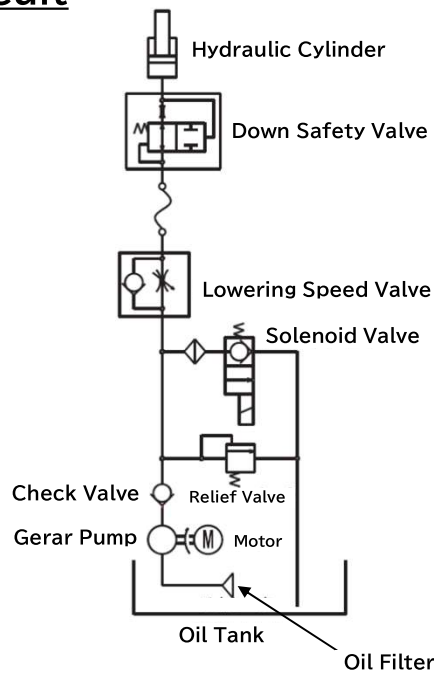 Hydraulic Cylinder
Down Safety Valve
Lowering Speed Valve
Solenoid Valve
Check Valve
Relief Valve
Gerar Pump
M
Motor
Oil Tank
Oil Filter